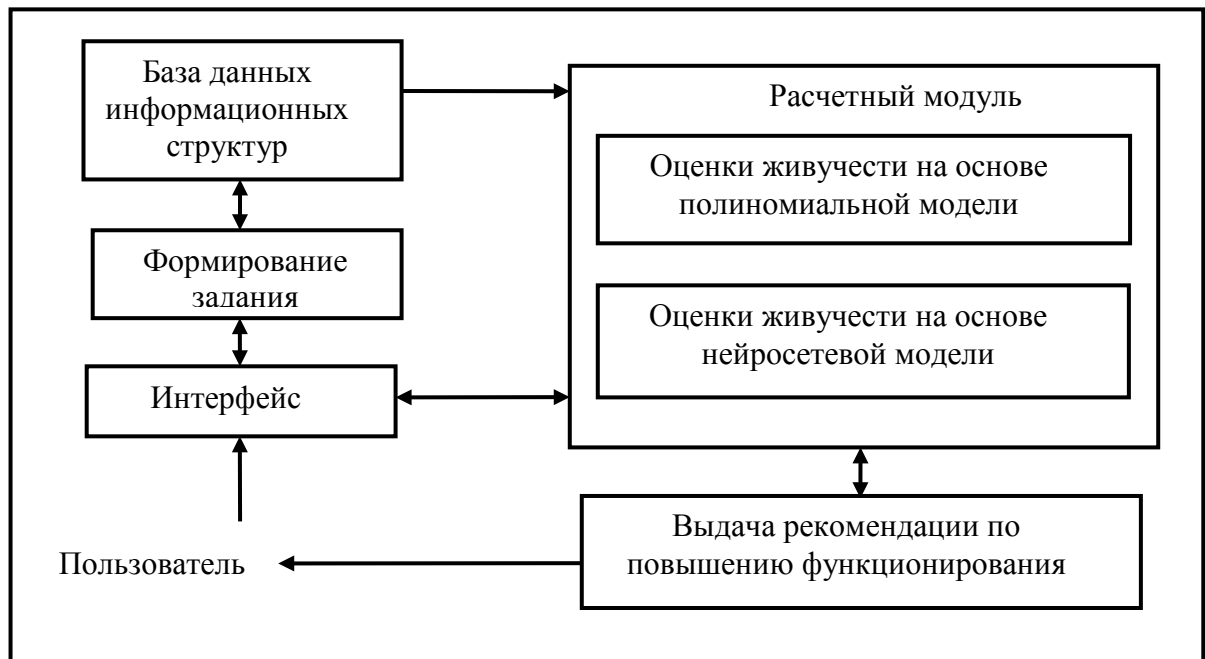 База данных
информационных
структур
Расчетный модуль
Оценки живучести на основе
полиномиальной модели
Формирование
задания
Оценки живучести на основе
нейросетевой модели
Интерфейс
Выдача рекомендации по
повышению функционирования
Пользователь